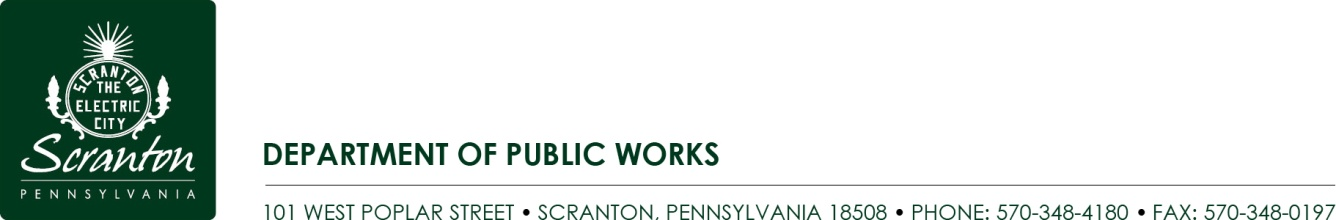 SCRANTON
THE
ELECTRIC
CITY
Scranton
PENNSYLVANIA
DEPARTMENT OF PUBLIC WORKS
101 WEST POPLAR STREET • SCRANTON, PENNSYLVANIA 18508 • PHONE: 570-348-4180 • FAX: 570-348-0197